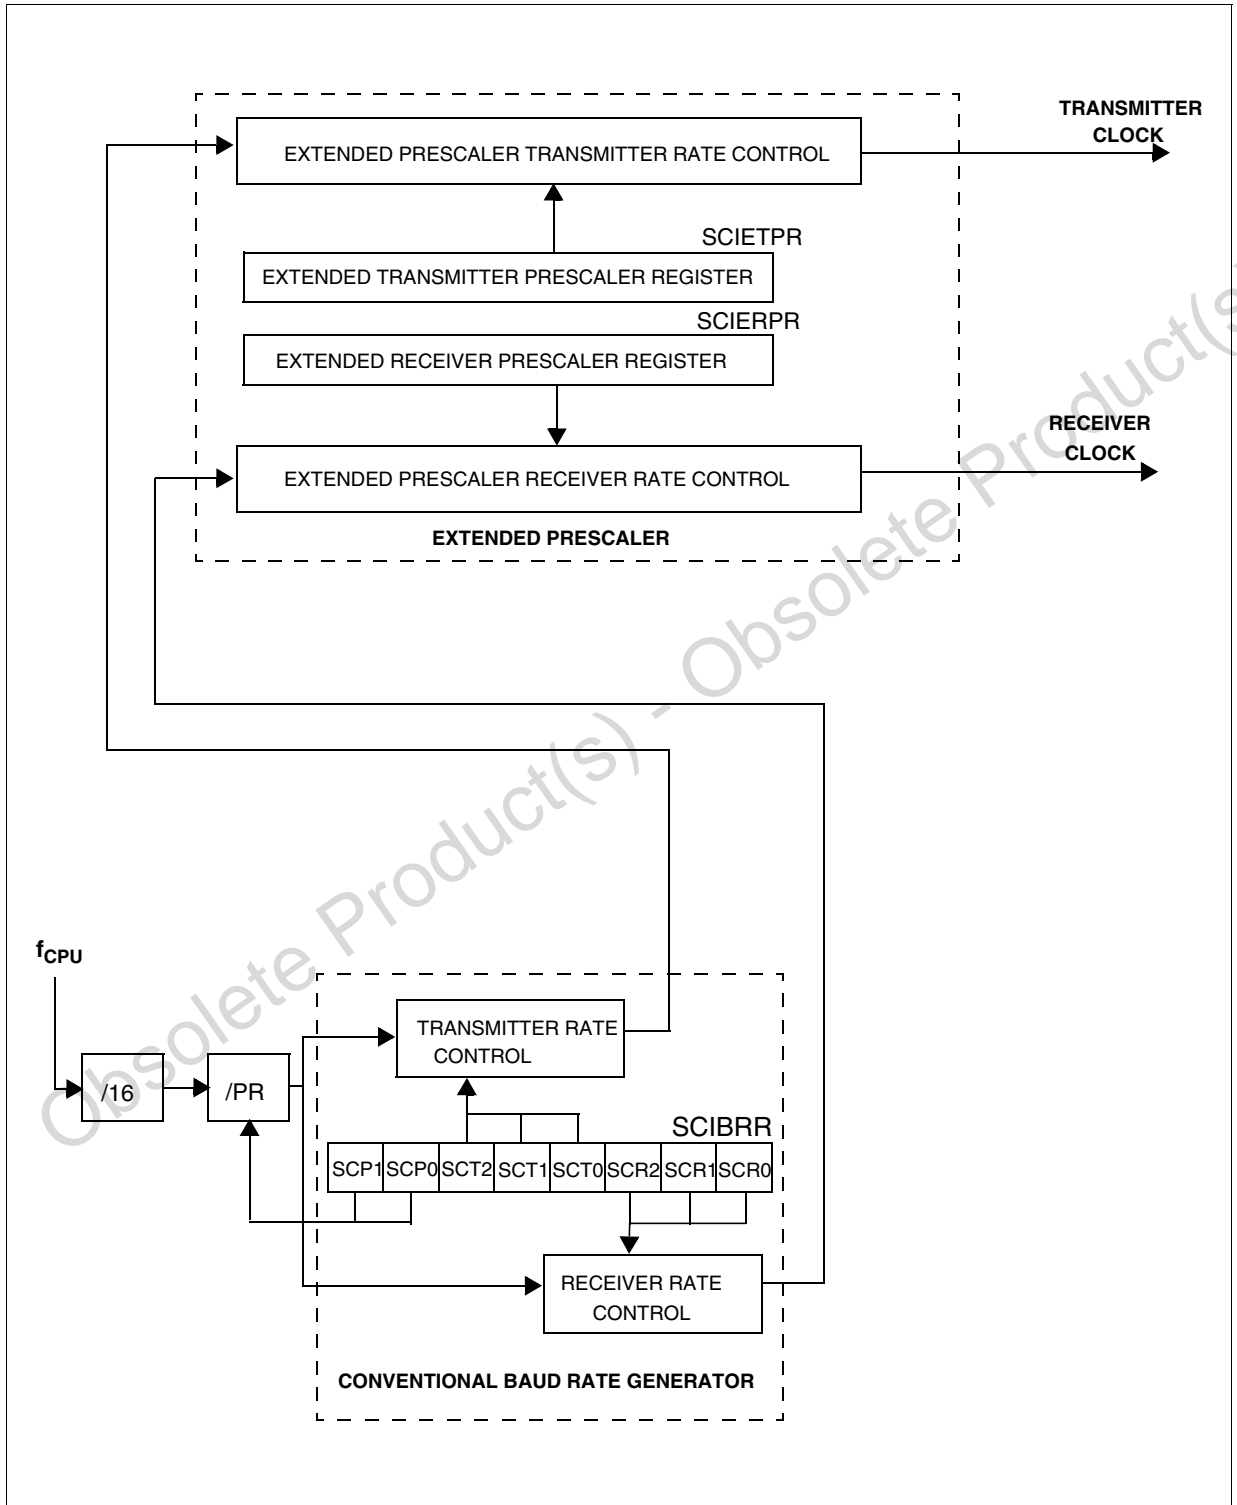 TRANSMITTER
CLOCK
EXTENDED PRESCALER TRANSMITTER RATE CONTROL
SCIETPR
EXTENDED TRANSMITTER PRESCALER REGISTER
SCIERPR
EXTENDED RECEIVER PRESCALER REGISTER
RECEIVER
CLOCK
EXTENDED PRESCALER RECEIVER RATE CONTROL
EXTENDED PRESCALER
fCPU
TRANSMITTER RATE
CONTROL
/16
/PR
SCIBRR
SCP1 SCP0 SCT2 SCT1 SCT0 SCR2 SCR1 SCR0
RECEIVER RATE
CONTROL
CONVENTIONAL BAUD RATE GENERATOR
Obsolete Product(s) - Obsolete Product(s